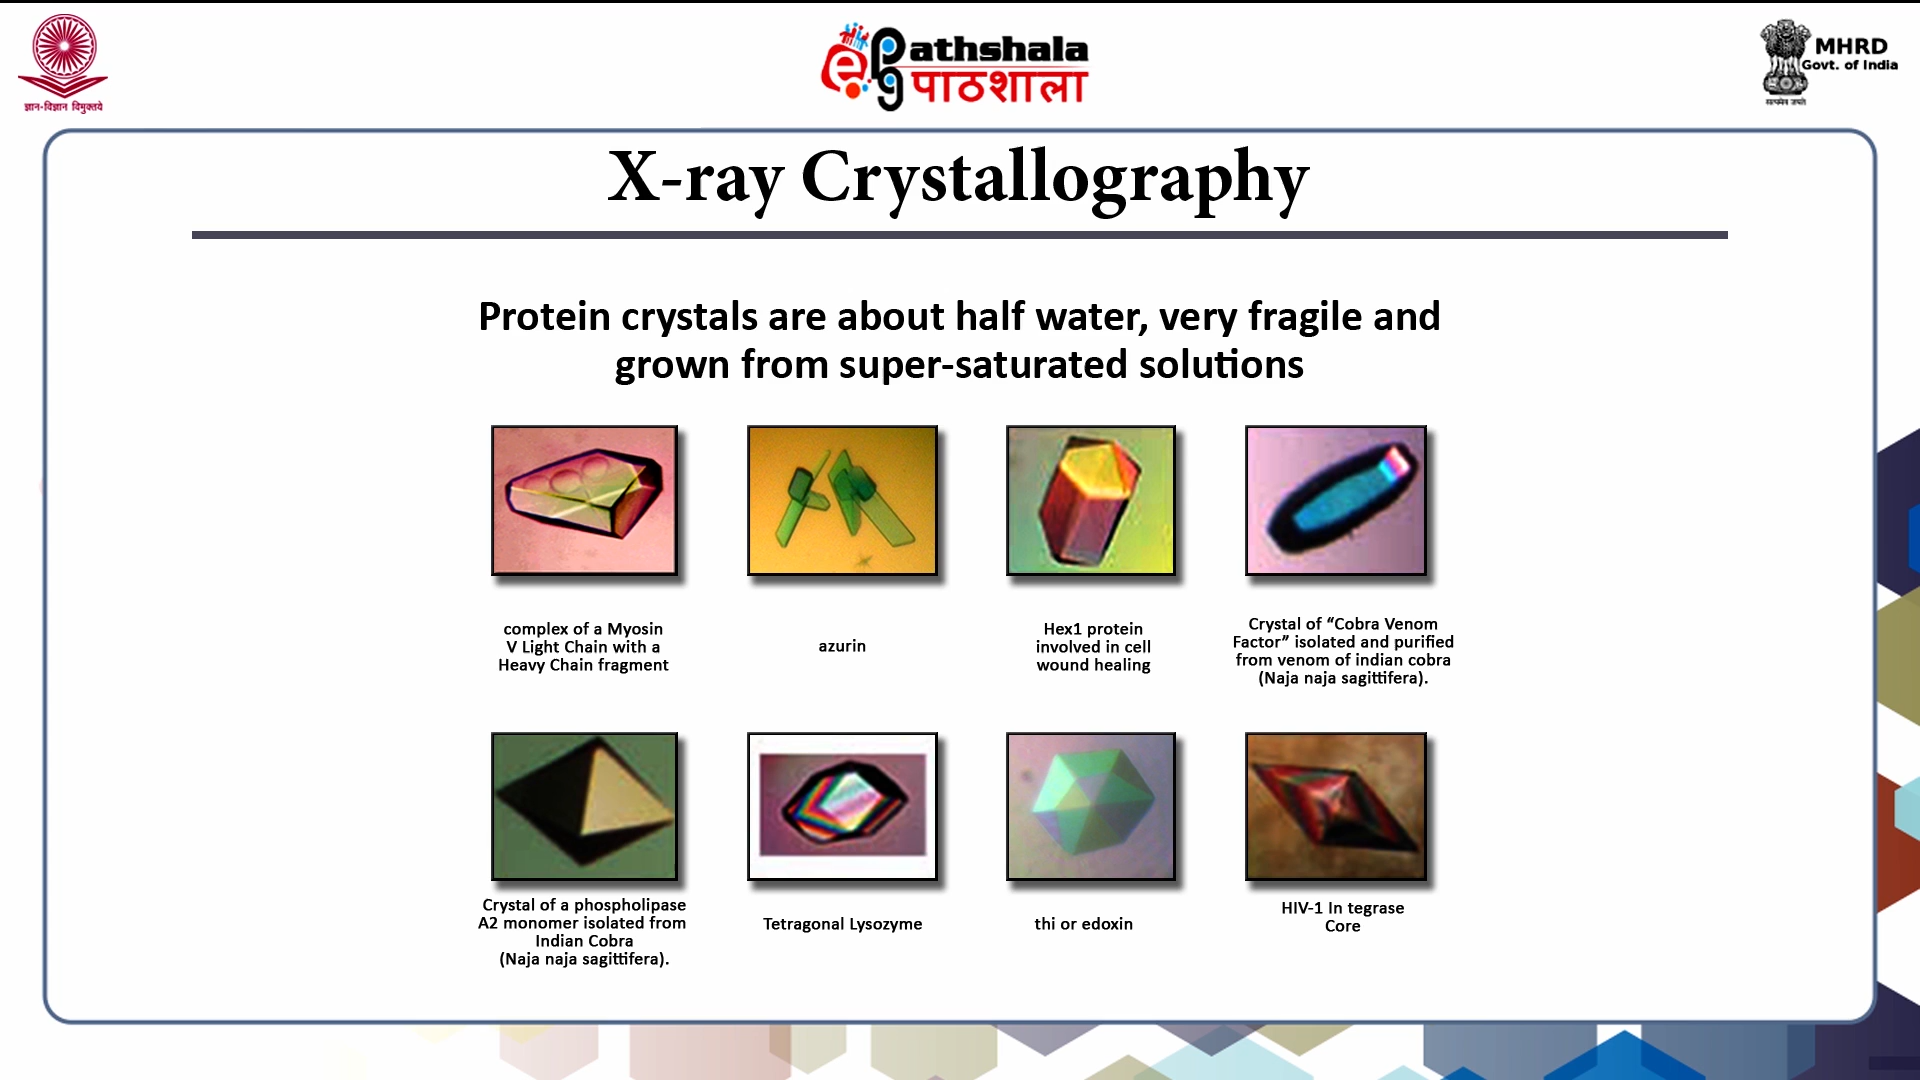 ज्ञान-विज्ञान विमुक्तये
ePathshala
पाठशाला
MHRD
Govt. of India
सत्यमेव जयते
X-ray Crystallography
Protein crystals are about half water, very fragile and
grown from super-saturated solutions
complex of a Myosin
V Light Chain with a
Heavy Chain fragment
azurin
Hex1 protein
involved in cell
wound healing
Crystal of “Cobra Venom
Factor” isolated and purified
from venom of indian cobra
(Naja naja sagittifera).
Crystal of a phospholipase
A2 monomer isolated from
Indian Cobra
(Naja naja sagittifera).
Tetragonal Lysozyme
thi or edoxin
HIV-1 In tegrase
Core